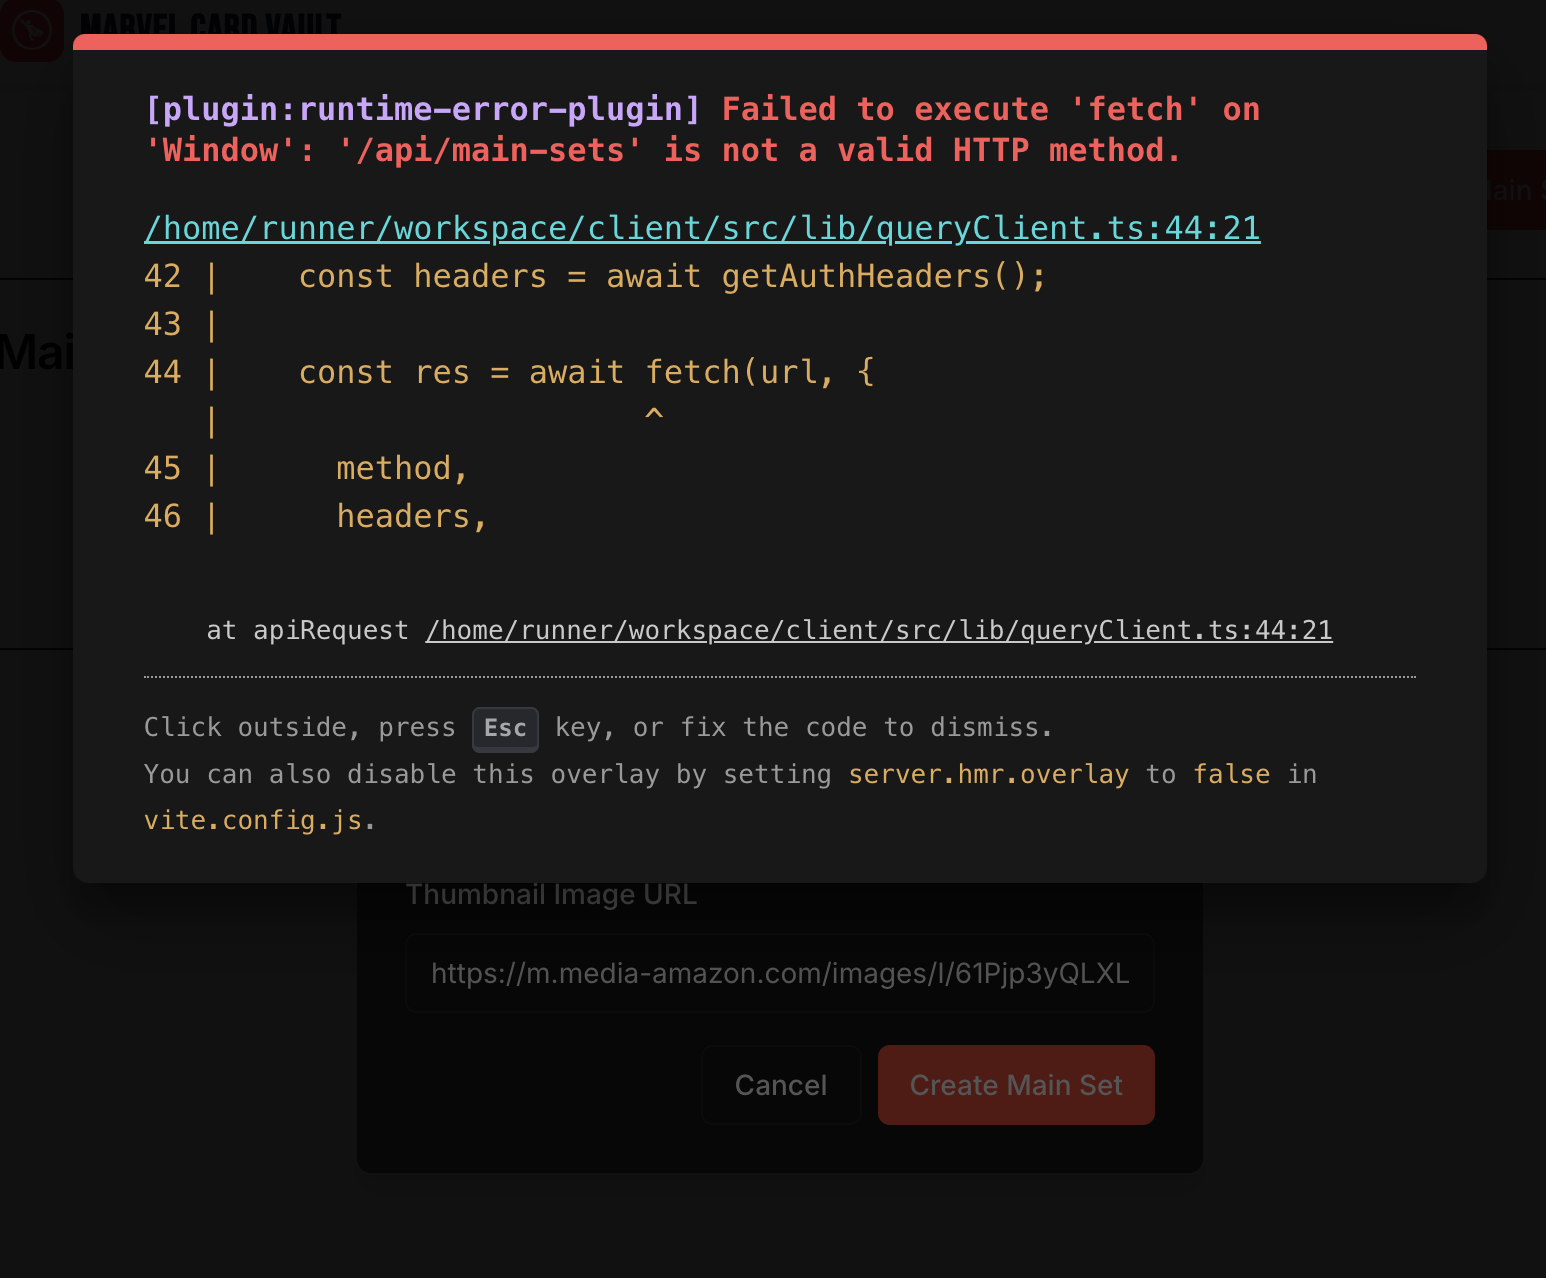 MARVEL CARD VAULT
[plugin:runtime-error-plugin] Failed to execute 'fetch' on
'Window': '/api/main-sets' is not a valid HTTP method.
/home/runner/workspace/client/src/lib/queryClient.ts:44:21
42 |    const headers = await getAuthHeaders();
43 |
44 |    const res = await fetch(url, {
   |                      ^
45 |      method,
46 |      headers,
at apiRequest /home/runner/workspace/client/src/lib/queryClient.ts:44:21
Click outside, press Esc key, or fix the code to dismiss.
You can also disable this overlay by setting server.hmr.overlay to false in
vite.config.js.
Thumbnail Image URL
https://m.media-amazon.com/images/I/61Pjp3yQLXL
Cancel
Create Main Set